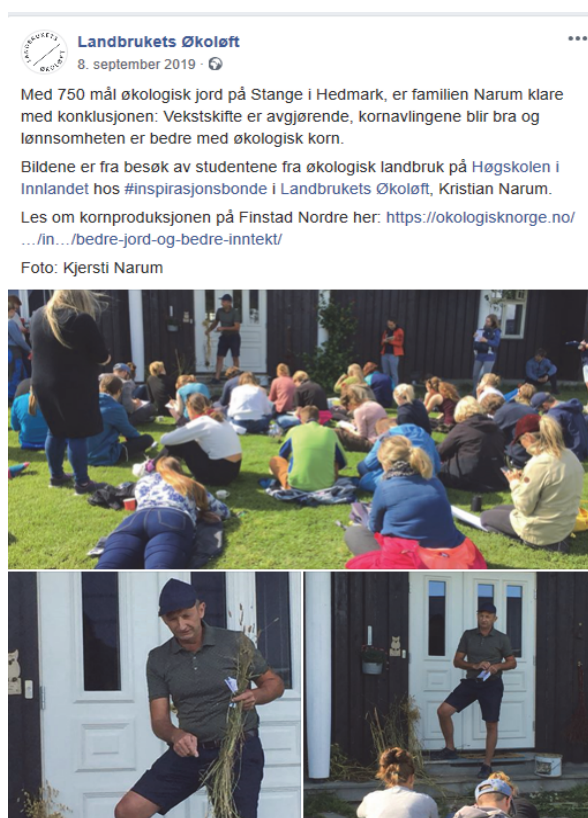 LANDBRUKETS
ØKOLØFT
Landbrukets Økoløft
8. september 2019 ·
Med 750 mål økologisk jord på Stange i Hedmark, er familien Narum klare
med konklusjonen: Vekstskifte er avgjørende, kornavlingene blir bra og
lønnsomheten er bedre med økologisk korn.
Bildene er fra besøk av studentene fra økologisk landbruk på Høgskolen i
Innlandet hos #inspirasjonsbonde i Landbrukets Økoløft, Kristian Narum.
Les om kornproduksjonen på Finstad Nordre her: https://okologisknorge.no/
…/in…/bedre-jord-og-bedre-inntekt/
Foto: Kjersti Narum